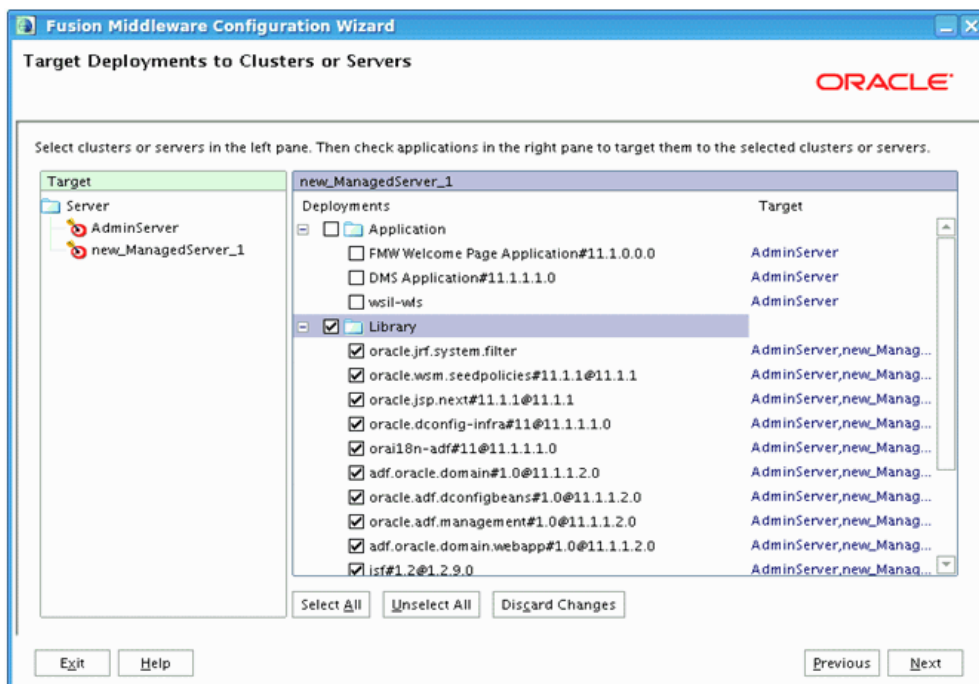 Fusion Middleware Configuration Wizard
Target Deployments to Clusters or Servers
ORACLE
Select clusters or servers in the left pane. Then check applications in the right pane to target them to the selected clusters or servers.
Target
Server
AdminServer
new_ManagedServer_1
new_ManagedServer_1
Deployments Target
Application
FMW Welcome Page Application#11.1.0.0.0 AdminServer
DMS Application#11.1.1.1.0 AdminServer
wsil-wls AdminServer
Library
oracle.jrf.system.filter AdminServer,new_Manag...
oracle.wsm.seedpolicies#11.1.1@11.1.1 AdminServer,new_Manag...
oracle.jsp.next#11.1.1@11.1.1 AdminServer,new_Manag...
oracle.dconfig-infra#11@11.1.1.1.0 AdminServer,new_Manag...
orai18n-adf#11@11.1.1.1.0 AdminServer,new_Manag...
adf.oracle.domain#1.0@11.1.1.2.0 AdminServer,new_Manag...
oracle.adf.dconfigbeans#1.0@11.1.1.2.0 AdminServer,new_Manag...
oracle.adf.management#1.0@11.1.1.2.0 AdminServer,new_Manag...
adf.oracle.domain.webapp#1.0@11.1.1.2.0 AdminServer,new_Manag...
jsf#1.2@1.2.9.0 AdminServer,new_Manag...
Select All Unselect All Discard Changes
Exit Help Previous Next